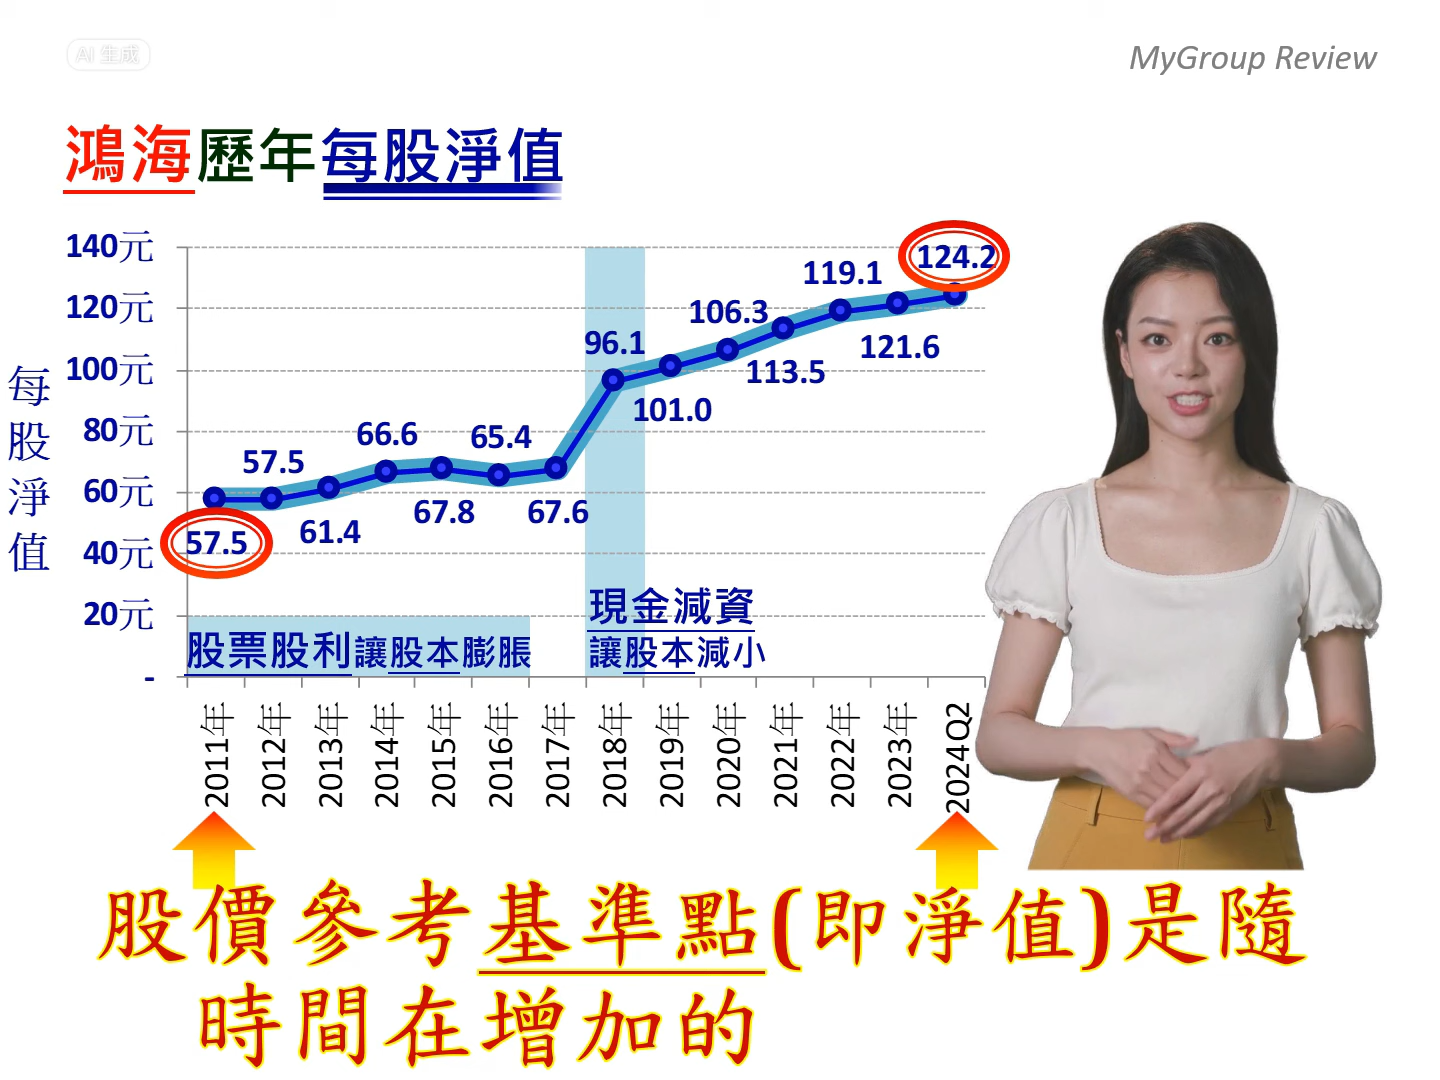 AI 生成
MyGroup Review
鴻海歷年每股淨值
每股淨值
140元
120元
100元
80元
60元
40元
20元
-
57.5
57.5
61.4
66.6
67.8
65.4
67.6
96.1
101.0
106.3
113.5
119.1
121.6
124.2
股票股利讓股本膨脹
現金減資
讓股本減小
2011年
2012年
2013年
2014年
2015年
2016年
2017年
2018年
2019年
2020年
2021年
2022年
2023年
2024Q2
股價參考基準點(即淨值)是隨
時間在增加的